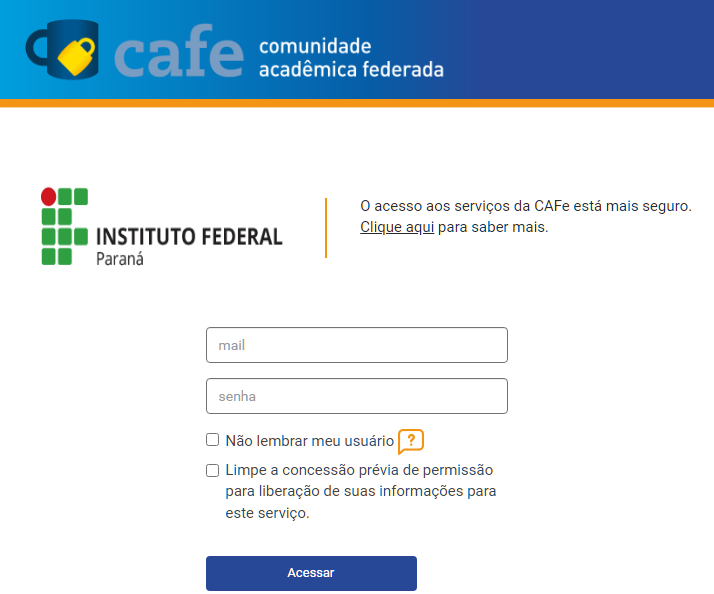 cafe
comunidade
acadêmica federada
INSTITUTO FEDERAL
Paraná
O acesso aos serviços da CAFe está mais seguro.
Clique aqui para saber mais.
mail
senha
Não lembrar meu usuário ?
Limpe a concessão prévia de permissão
para liberação de suas informações para
este serviço.
Acessar